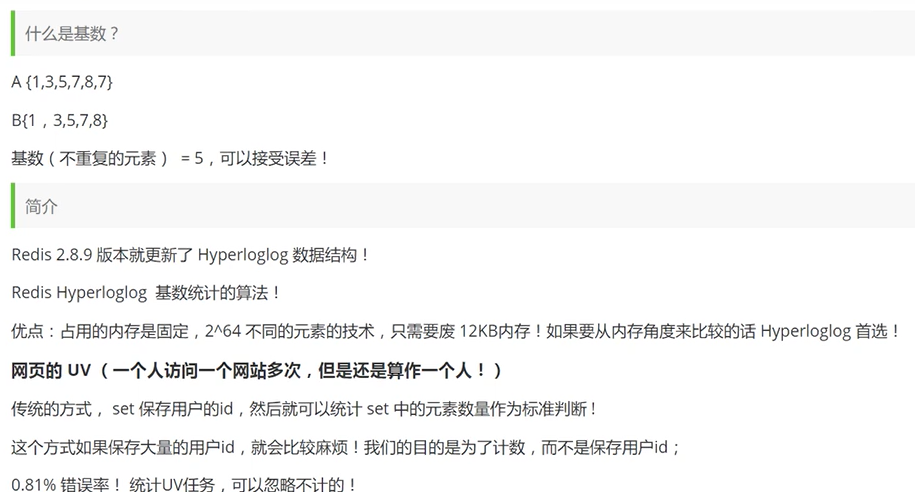 什么是基数？
A {1,3,5,7,8,7}
B{1，3,5,7,8}
基数（不重复的元素） = 5，可以接受误差！
简介
Redis 2.8.9 版本就更新了 Hyperloglog 数据结构！
Redis Hyperloglog 基数统计的算法！
优点：占用的内存是固定，2^64 不同的元素的技术，只需要废 12KB内存！如果要从内存角度来比较的话 Hyperloglog 首选！
网页的 UV （一个人访问一个网站多次，但是还是算作一个人！）
传统的方式， set 保存用户的id，然后就可以统计 set 中的元素数量作为标准判断！
这个方式如果保存大量的用户id，就会比较麻烦！我们的目的是为了计数，而不是保存用户id；
0.81% 错误率！ 统计UV任务，可以忽略不计的！